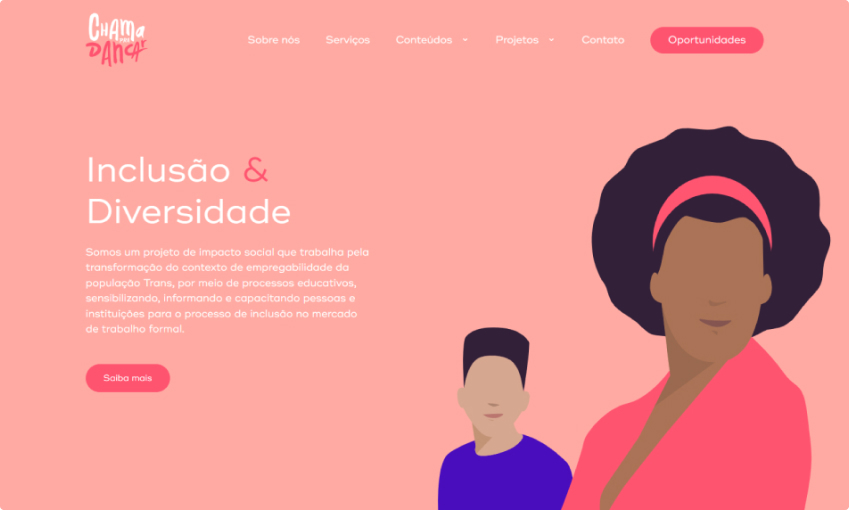 CHAMA
PRA
DANÇAR
Sobre nós Serviços Conteúdos Projetos Contato Oportunidades
Inclusão &
Diversidade
Somos um projeto de impacto social que trabalha pela
transformação do contexto de empregabilidade da
população Trans, por meio de processos educativos,
sensibilizando, informando e capacitando pessoas e
instituições para o processo de inclusão no mercado
de trabalho formal.
Saiba mais